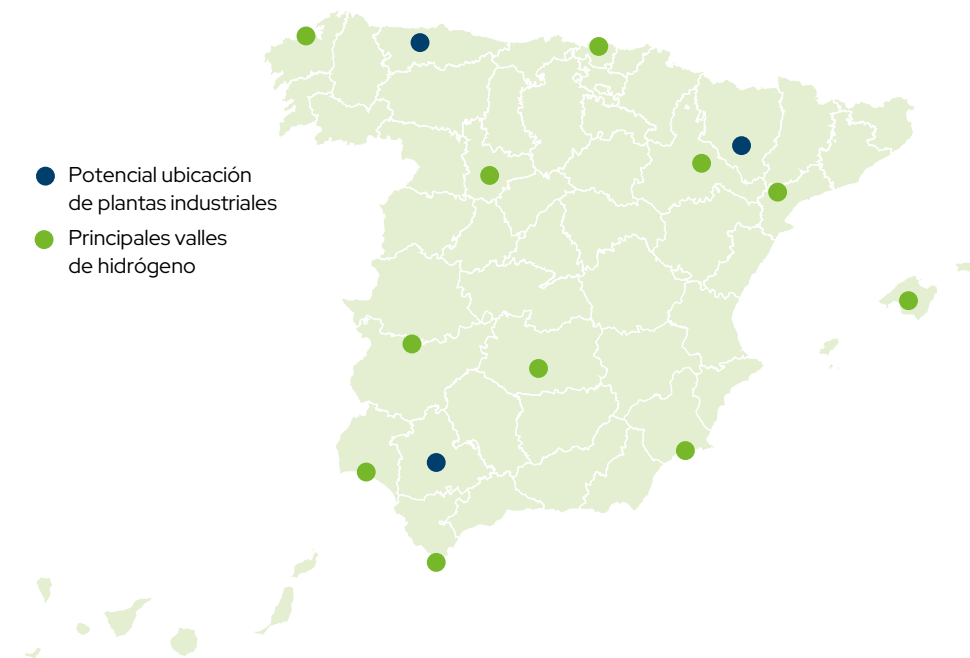 Potencial ubicación
de plantas industriales
Principales valles
de hidrógeno